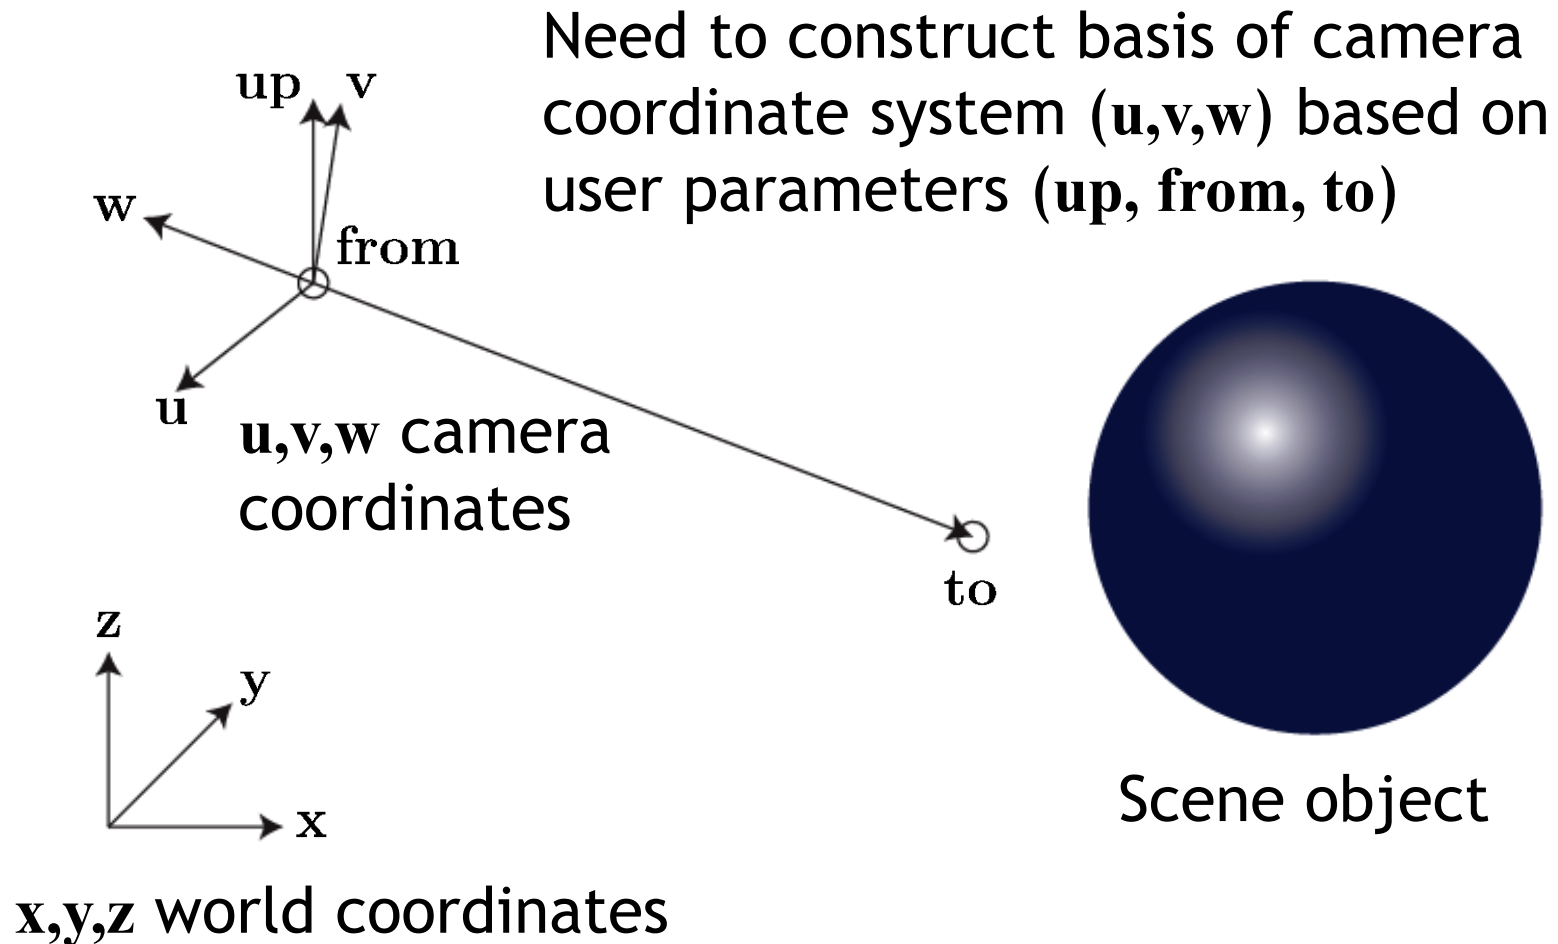 Need to construct basis of camera
coordinate system (u,v,w) based on
user parameters (up, from, to)
up v
w
from
u
u,v,w camera
coordinates
to
z
y
x
Scene object
x,y,z world coordinates